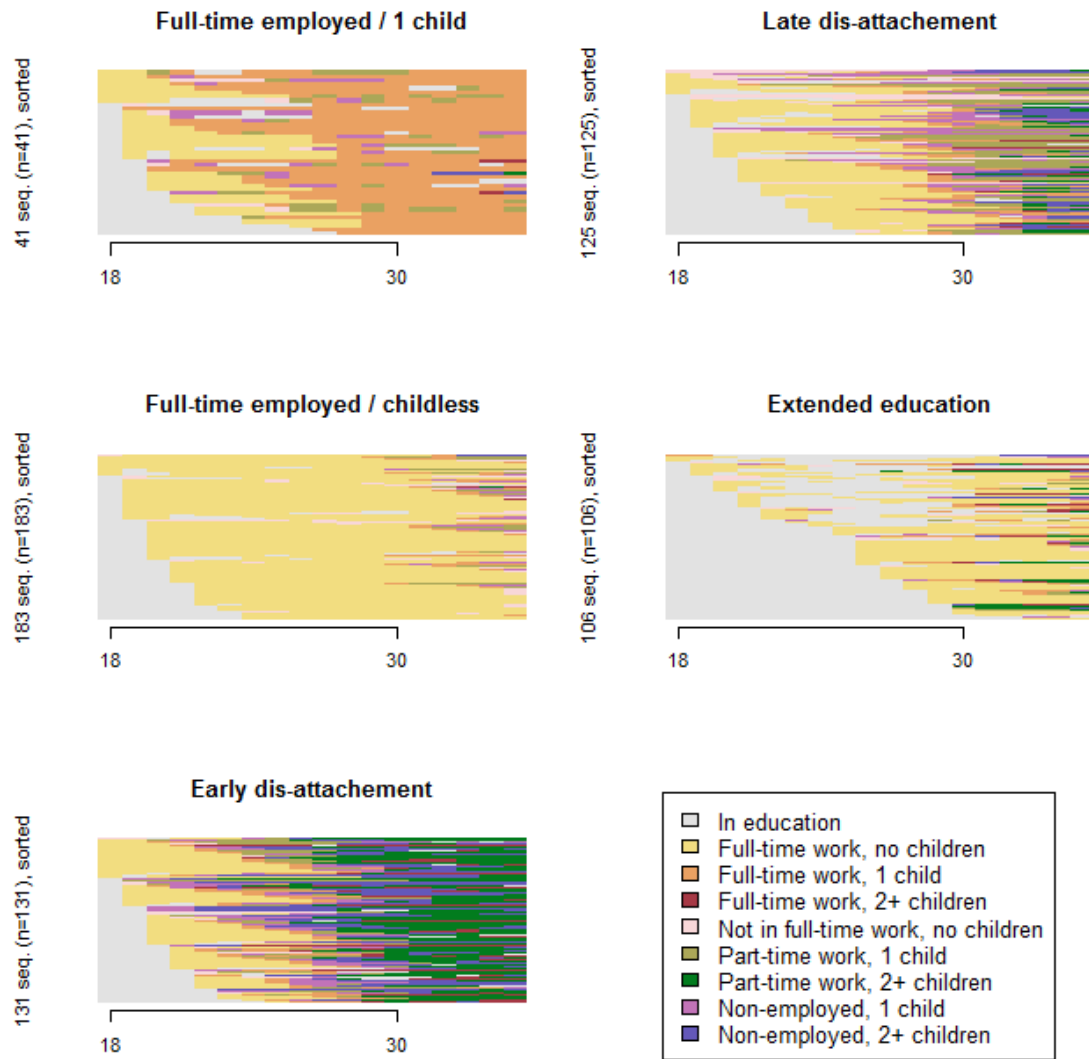 Full-time employed / 1 child
41 seq. (n=41), sorted
18
30
Late dis-attachement
125 seq. (n=125), sorted
18
30
Full-time employed / childless
183 seq. (n=183), sorted
18
30
Extended education
106 seq. (n=106), sorted
18
30
Early dis-attachement
131 seq. (n=131), sorted
18
30
In education
Full-time work, no children
Full-time work, 1 child
Full-time work, 2+ children
Not in full-time work, no children
Part-time work, 1 child
Part-time work, 2+ children
Non-employed, 1 child
Non-employed, 2+ children